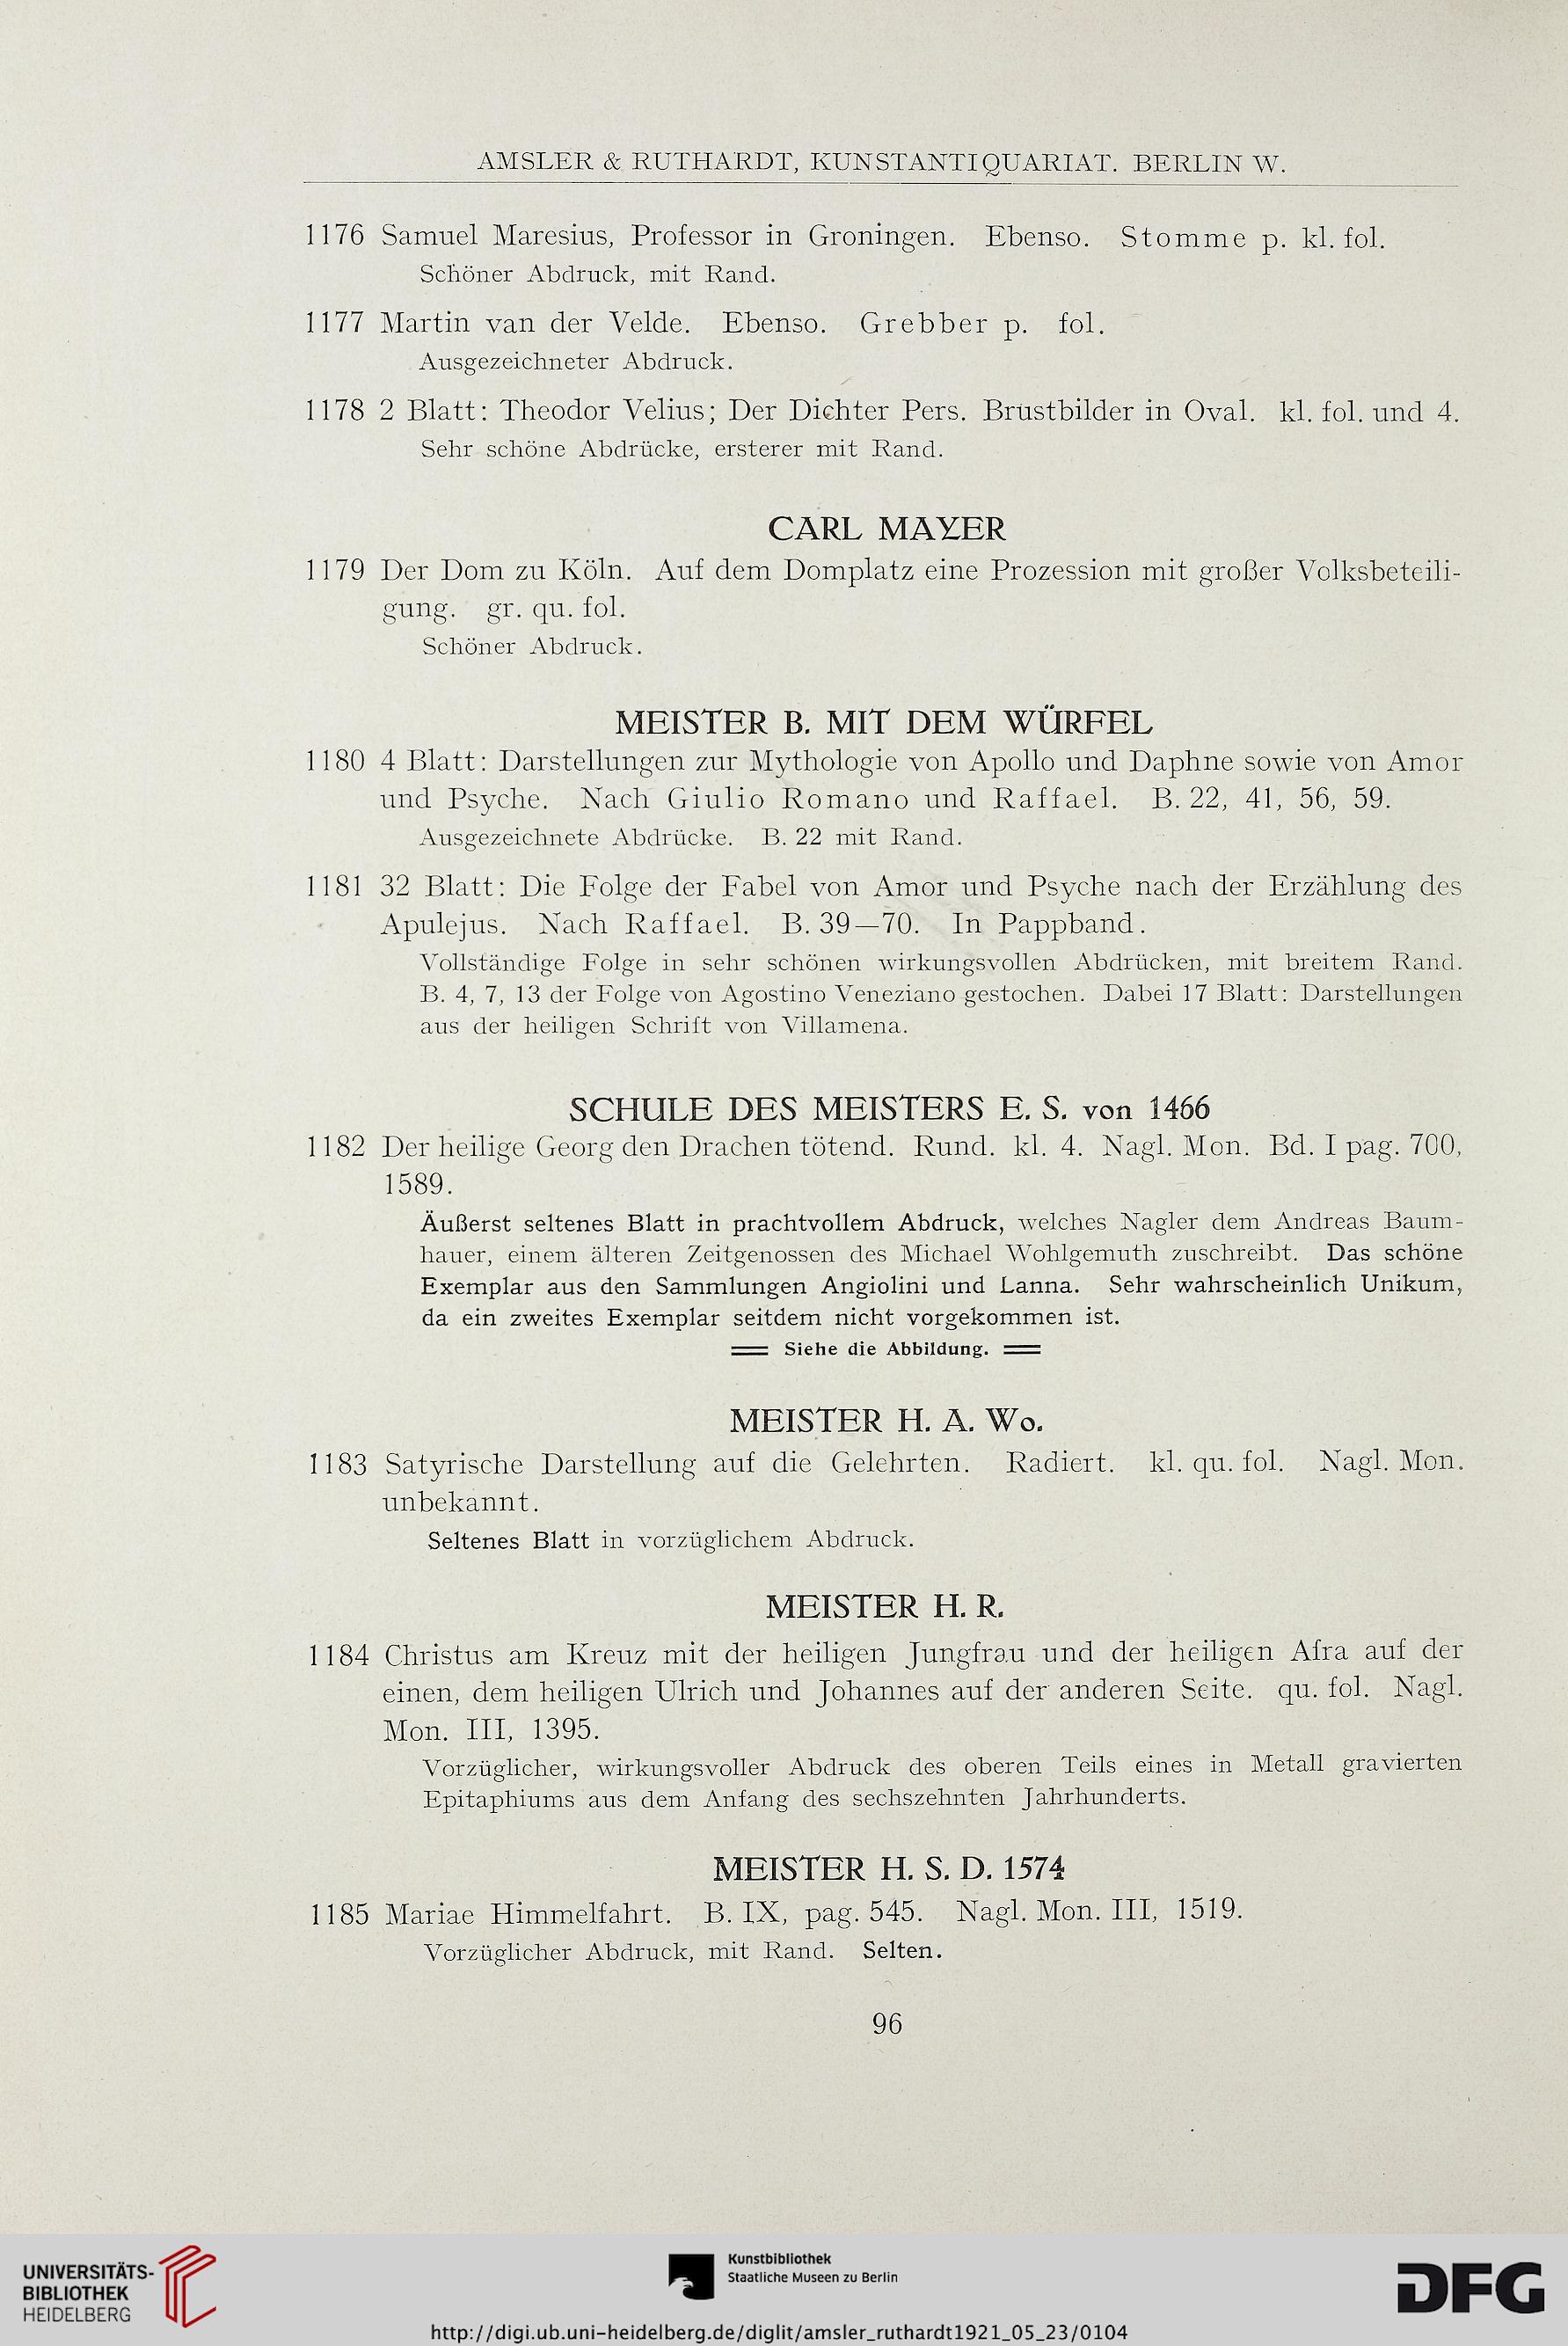 AMSLER & RUTHARDT, KUNSTANTIQUARIAT. BERLIN W.
1176 Samuel Maresius, Professor in Groningen. Ebenso. Stomme p. kl. fol.
Schöner Abdruck, mit Rand.
1177 Martin van der Velde. Ebenso. Grebber p. fol.
Ausgezeichneter Abdruck.
1178 2 Blatt: Theodor Velius; Der Dichter Pers. Brustbilder in Oval. kl. fol. und 4.
Sehr schöne Abdrücke, ersterer mit Rand.
CARL MAYER
1179 Der Dom zu Köln. Auf dem Domplatz eine Prozession mit großer Volksbeteili-
gung. gr. qu. fol.
Schöner Abdruck.
MEISTER B. MIT DEM WÜRFEL
1180 4 Blatt: Darstellungen zur Mythologie von Apollo und Daphne sowie von Amor
und Psyche. Nach Giulio Romano und Raffael. B. 22, 41, 56, 59.
Ausgezeichnete Abdrücke. B. 22 mit Rand.
1181 32 Blatt: Die Folge der Fabel von Amor und Psyche nach der Erzählung des
Apulejus. Nach Raffael. B. 39—70. In Pappband.
Vollständige Folge in sehr schönen wirkungsvollen Abdrücken, mit breitem Rand.
B. 4, 7, 13 der Folge von Agostino Veneziano gestochen. Dabei 17 Blatt: Darstellungen
aus der heiligen Schrift von Villamena.
SCHULE DES MEISTERS E. S. von 1466
1182 Der heilige Georg den Drachen tötend. Rund. kl. 4. Nagl. Mon. Bd. I pag. 700,
1589.
Äußerst seltenes Blatt in prachtvollem Abdruck, welches Nagler dem Andreas Baum-
hauer, einem älteren Zeitgenossen des Michael Wohlgemuth zuschreibt. Das schöne
Exemplar aus den Sammlungen Angiolini und Lanna. Sehr wahrscheinlich Unikum,
da ein zweites Exemplar seitdem nicht vorgekommen ist.
Siehe die Abbildung.
MEISTER H. A. Wo.
1183 Satyrische Darstellung auf die Gelehrten. Radiert. kl. qu. fol. Nagl. Mon.
unbekannt.
Seltenes Blatt in vorzüglichem Abdruck.
MEISTER H. R.
1184 Christus am Kreuz mit der heiligen Jungfrau und der heiligen Afra auf der
einen, dem heiligen Ulrich und Johannes auf der anderen Seite. qu. fol. Nagl.
Mon. III, 1395.
Vorzüglicher, wirkungsvoller Abdruck des oberen Teils eines in Metall gravierten
Epitaphiums aus dem Anfang des sechszehnten Jahrhunderts.
MEISTER H. S. D. 1574
1185 Mariae Himmelfahrt. B. IX, pag. 545. Nagl. Mon. III, 1519.
Vorzüglicher Abdruck, mit Rand. Selten.
96
UNIVERSITÄTS-
BIBLIOTHEK
HEIDELBERG
Kunstbibliothek
Staatliche Museen zu Berlin
DFG
http://digi.ub.uni-heidelberg.de/diglit/amsler_ruthardt1921_05_23/0104